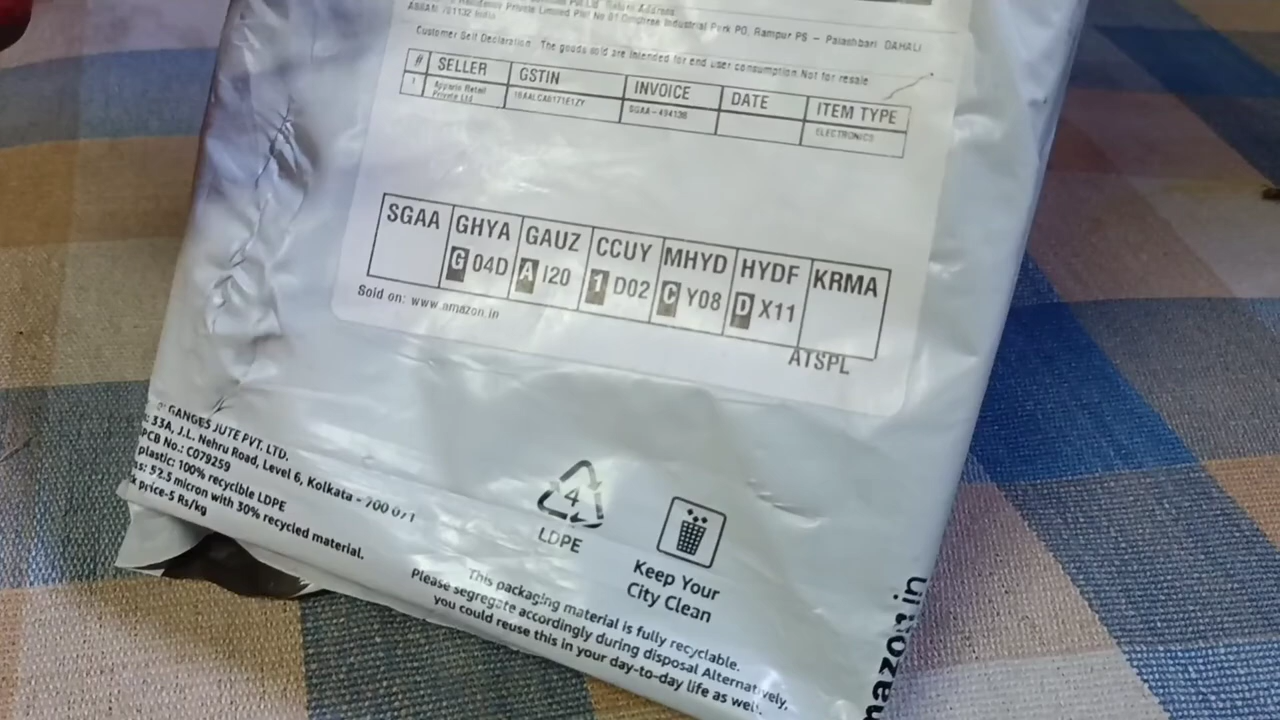 Private Limited Plot No 81 Industrial Park PO, Rampur PS - Palashbari DAHALI
ASSAM 781132 India
Customer Self Declaration The goods sold are intended for end user consumption.Not for resale
# SELLER GSTIN INVOICE DATE ITEM TYPE
1 Appario Retail Private Ltd SGAA-494138 ELECTRONICS
SGAA GHYA GAUZ CCUY MHYD HYDF KRMA
G 04D A I20 1 D02 C Y08 D X11
Sold on: www.amazon.in
ATSPL
GANGES JUTE PVT. LTD.
: 33A, J.L. Nehru Road, Level 6, Kolkata - 700 071
PCB No.: C079259
plastic: 100% recyclble LDPE
ss: 52.5 micron with 30% recycled material.
k price-5 Rs/kg
4
LDPE
Keep Your
City Clean
This packaging material is fully recyclable.
Please segregate accordingly during disposal Alternatively,
you could reuse this in your day-to-day life as well.
mazon.in